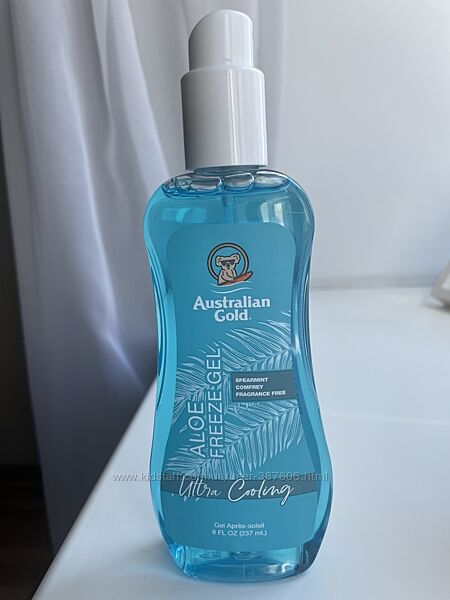 Australian
Gold®
ALOE
FREEZE GEL
SPEARMINT
COMFREY
FRAGRANCE FREE
Ultra Cooling
Gel Après-soleil
8 FL OZ (237 mL)